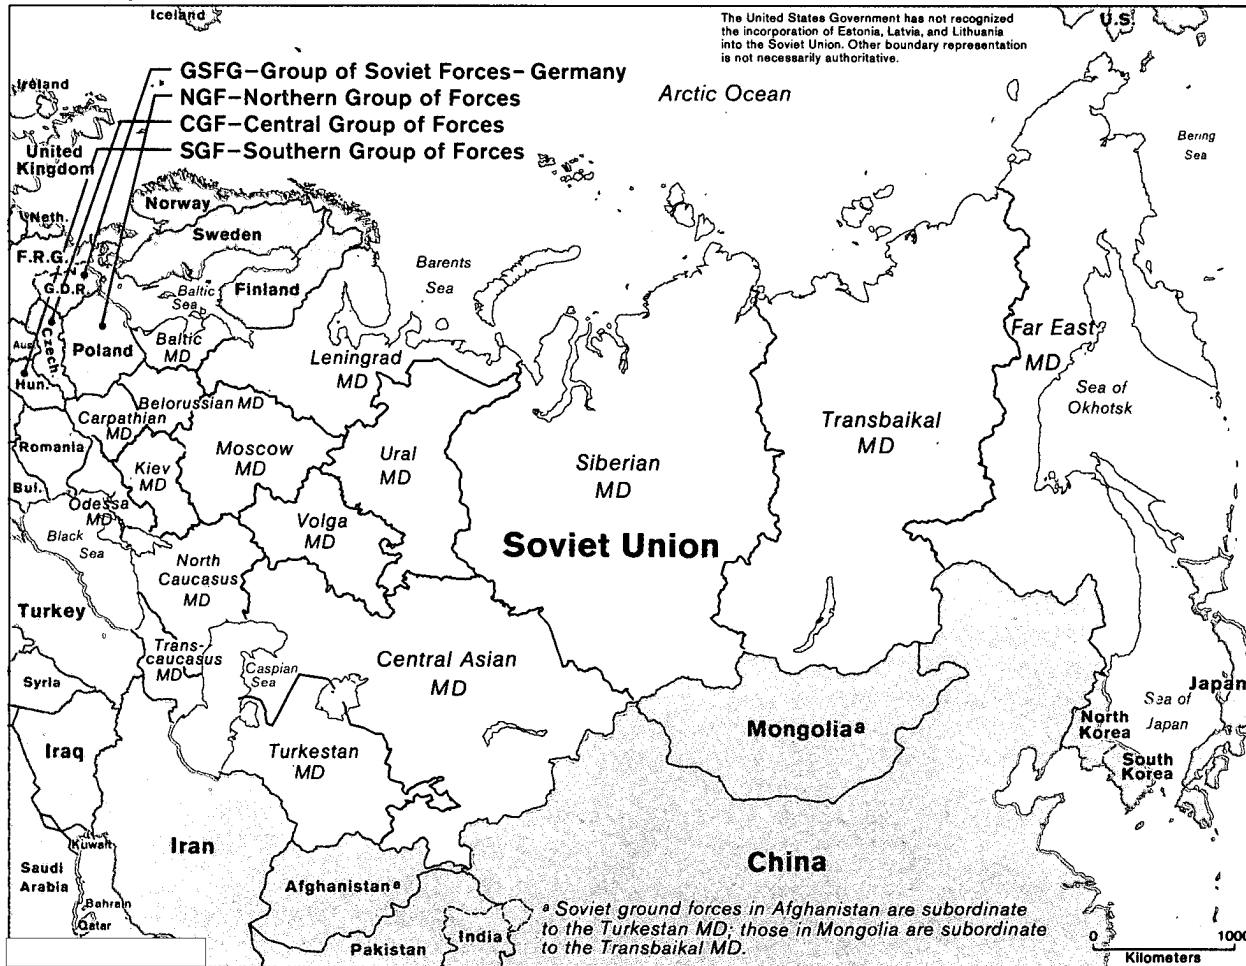 Iceland
The United States Government has not recognized
the incorporation of Estonia, Latvia, and Lithuania
into the Soviet Union. Other boundary representation
is not necessarily authoritative.
U.S.
GSFG–Group of Soviet Forces–Germany
NGF–Northern Group of Forces
CGF–Central Group of Forces
SGF–Southern Group of Forces
Ireland
United
Kingdom
Arctic Ocean
Bering
Sea
Norway
Neth.
Sweden
F.R.G.
G.D.R.
Baltic
Sea
Finland
Barents
Sea
Aus.
Czech.
Poland
Baltic
MD
Leningrad
MD
Far East
MD
Hun.
Sea of
Okhotsk
Belorussian MD
Carpathian
MD
Romania
Moscow
MD
Ural
MD
Siberian
MD
Transbaikal
MD
Kiev
MD
Bul.
Odessa
MD
Volga
MD
Black
Sea
Soviet Union
North
Caucasus
MD
Turkey
Trans-
caucasus
MD
Caspian
Sea
Central Asian
MD
Syria
Japan
Sea of
Japan
North
Korea
Mongolia a
Iraq
Turkestan
MD
South
Korea
Kuwait
Iran
China
Saudi
Arabia
Afghanistan a
Bahrain
Qatar
Pakistan
India
a Soviet ground forces in Afghanistan are subordinate
to the Turkestan MD; those in Mongolia are subordinate
to the Transbaikal MD.
0 1000
Kilometers